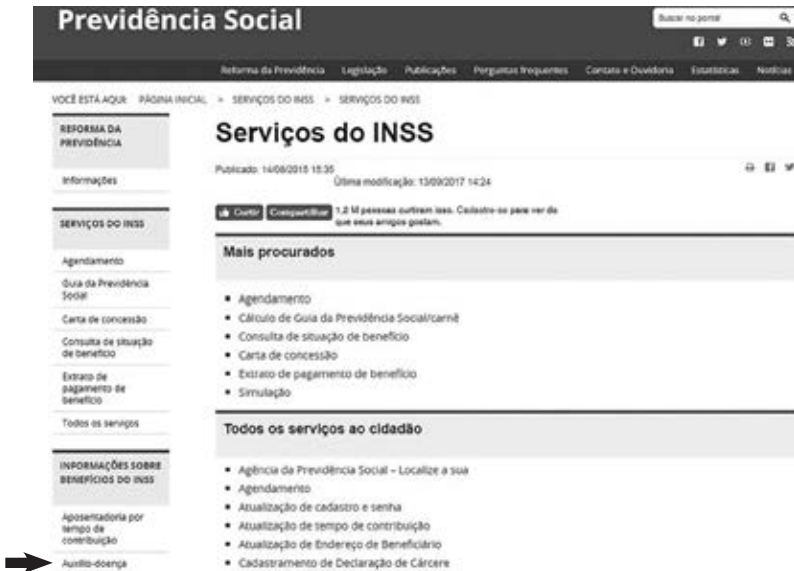 Previdência Social
Buscar no portal
Reforma da Previdência Legislação Publicações Perguntas frequentes Contato e Ouvidoria Estatísticas Notícias
VOCÊ ESTÁ AQUI: PÁGINA INICIAL > SERVIÇOS DO INSS > SERVIÇOS DO INSS
REFORMA DA
PREVIDÊNCIA
Informações
SERVIÇOS DO INSS
Agendamento
Guia da Previdência
Social
Carta de concessão
Consulta de situação
de benefício
Extrato de
pagamento de
benefício
Todos os serviços
INFORMAÇÕES SOBRE
BENEFÍCIOS DO INSS
Aposentadoria por
tempo de
contribuição
Auxílio-doença
Serviços do INSS
Publicado: 14/08/2015 15:35
Última modificação: 13/09/2017 14:24
Curtir Compartilhar 1,2 M pessoas curtiram isso. Cadastre-se para ver do
que seus amigos gostam.
Mais procurados
Agendamento
Cálculo de Guia da Previdência Social/carnê
Consulta de situação de benefício
Carta de concessão
Extrato de pagamento de benefício
Simulação
Todos os serviços ao cidadão
Agência da Previdência Social – Localize a sua
Agendamento
Atualização de cadastro e senha
Atualização de tempo de contribuição
Atualização de Endereço de Beneficiário
Cadastramento de Declaração de Cárcere